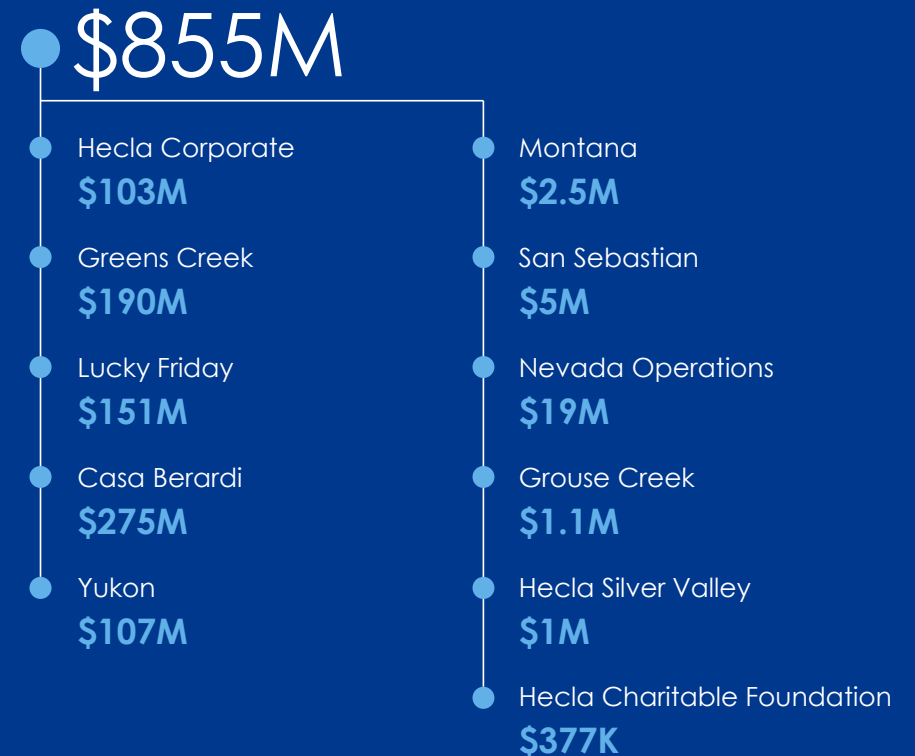 $855M
Hecla Corporate
$103M
Greens Creek
$190M
Lucky Friday
$151M
Casa Berardi
$275M
Yukon
$107M
Montana
$2.5M
San Sebastian
$5M
Nevada Operations
$19M
Grouse Creek
$1.1M
Hecla Silver Valley
$1M
Hecla Charitable Foundation
$377K